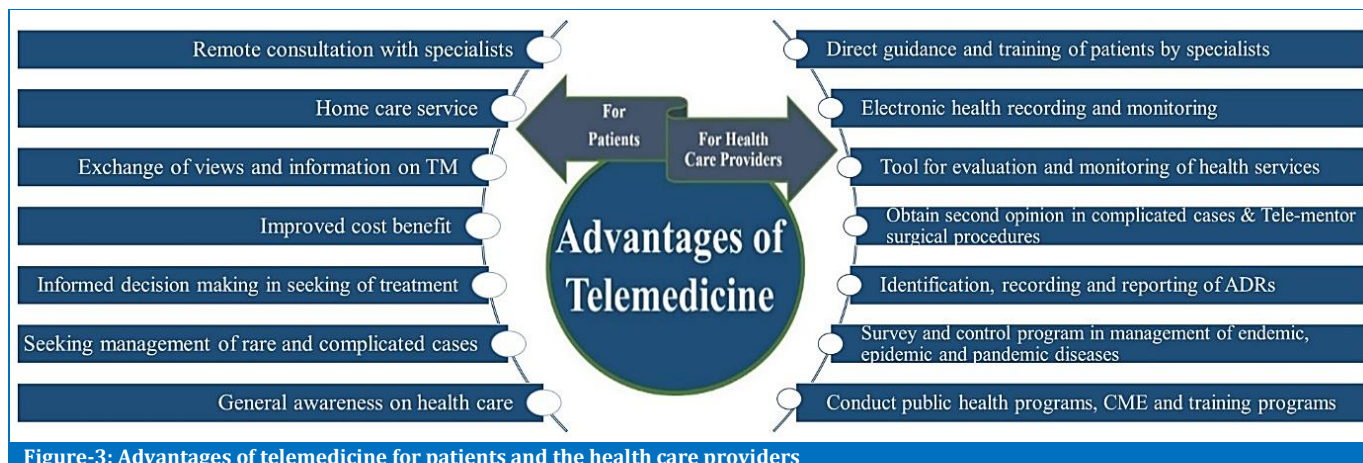 Remote consultation with specialists
Home care service
Exchange of views and information on TM
Improved cost benefit
Informed decision making in seeking of treatment
Seeking management of rare and complicated cases
General awareness on health care
For
Patients
For Health
Care Providers
Advantages of
Telemedicine
Direct guidance and training of patients by specialists
Electronic health recording and monitoring
Tool for evaluation and monitoring of health services
Obtain second opinion in complicated cases & Tele-mentor
surgical procedures
Identification, recording and reporting of ADRs
Survey and control program in management of endemic,
epidemic and pandemic diseases
Conduct public health programs, CME and training programs
Figure-3: Advantages of telemedicine for patients and the health care providers